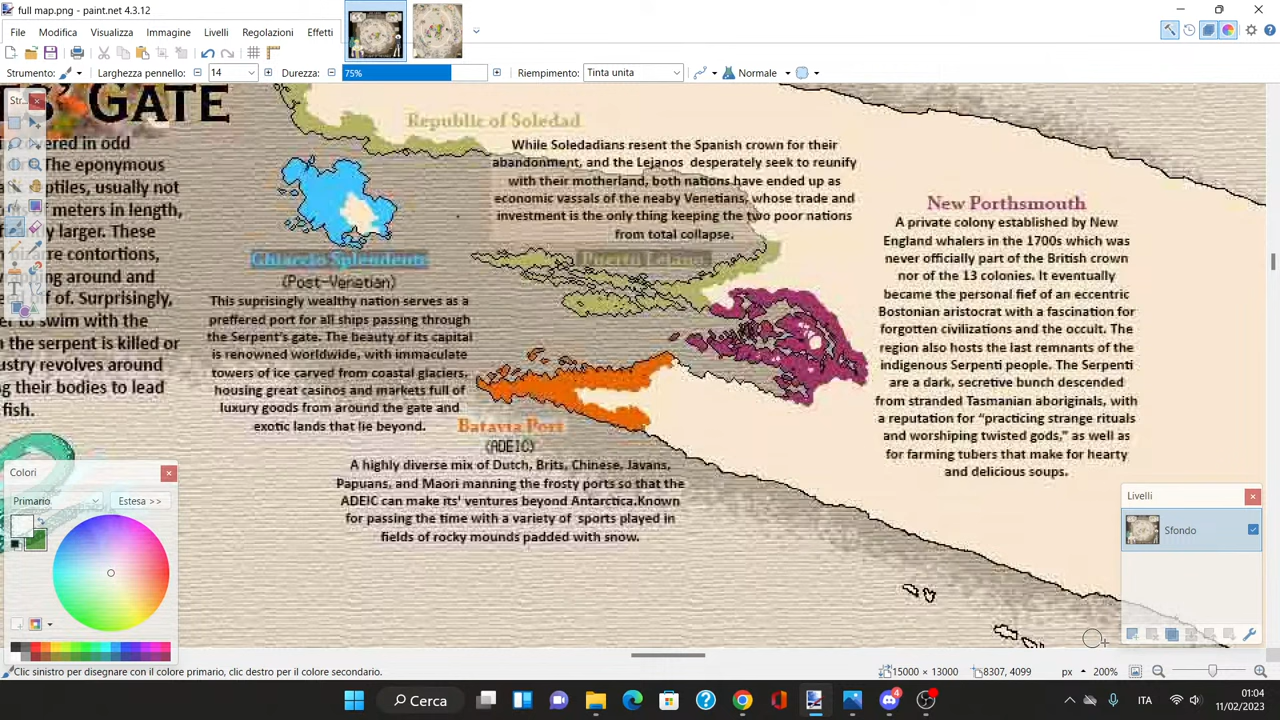 full map.png - paint.net 4.3.12
File Modifica Visualizza Immagine Livelli Regolazioni Effetti
Strumento: Larghezza pennello: 14 Durezza: 75% Riempimento: Tinta unita Normale
Str...
GATE
ered in odd
The eponymous
ptiles, usually not
f meters in length,
y larger. These
izarre contortions,
ving around and
f of. Surprisingly,
er to swim with the
n the serpent is killed or
ustry revolves around
g their bodies to lead
fish.
Republic of Soledad
While Soledadians resent the Spanish crown for their
abandonment, and the Lejanos desperately seek to reunify
with their motherland, both nations have ended up as
economic vassals of the neaby Venetians, whose trade and
investment is the only thing keeping the two poor nations
from total collapse.
Puerto Lejano
Ghiaccio Splendente
(Post-Venetian)
This suprisingly wealthy nation serves as a
preffered port for all ships passing through
the Serpent's gate. The beauty of its capital
is renowned worldwide, with immaculate
towers of ice carved from coastal glaciers,
housing great casinos and markets full of
luxury goods from around the gate and
exotic lands that lie beyond.
Batavia Port
(ADEIC)
A highly diverse mix of Dutch, Brits, Chinese, Javans,
Papuans, and Maori manning the frosty ports so that the
ADEIC can make its' ventures beyond Antarctica.Known
for passing the time with a variety of sports played in
fields of rocky mounds padded with snow.
New Porthsmouth
A private colony established by New
England whalers in the 1700s which was
never officially part of the British crown
nor of the 13 colonies. It eventually
became the personal fief of an eccentric
Bostonian aristocrat with a fascination for
forgotten civilizations and the occult. The
region also hosts the last remnants of the
indigenous Serpenti people. The Serpenti
are a dark, secretive bunch descended
from stranded Tasmanian aboriginals, with
a reputation for “practicing strange rituals
and worshiping twisted gods,” as well as
for farming tubers that make for hearty
and delicious soups.
Colori
Primario Estesa >>
Livelli
Sfondo
Clic sinistro per disegnare con il colore primario, clic destro per il colore secondario.
15000 × 13000 8307, 4099 px 200%
Cerca
4
ITA
01:04
11/02/2023